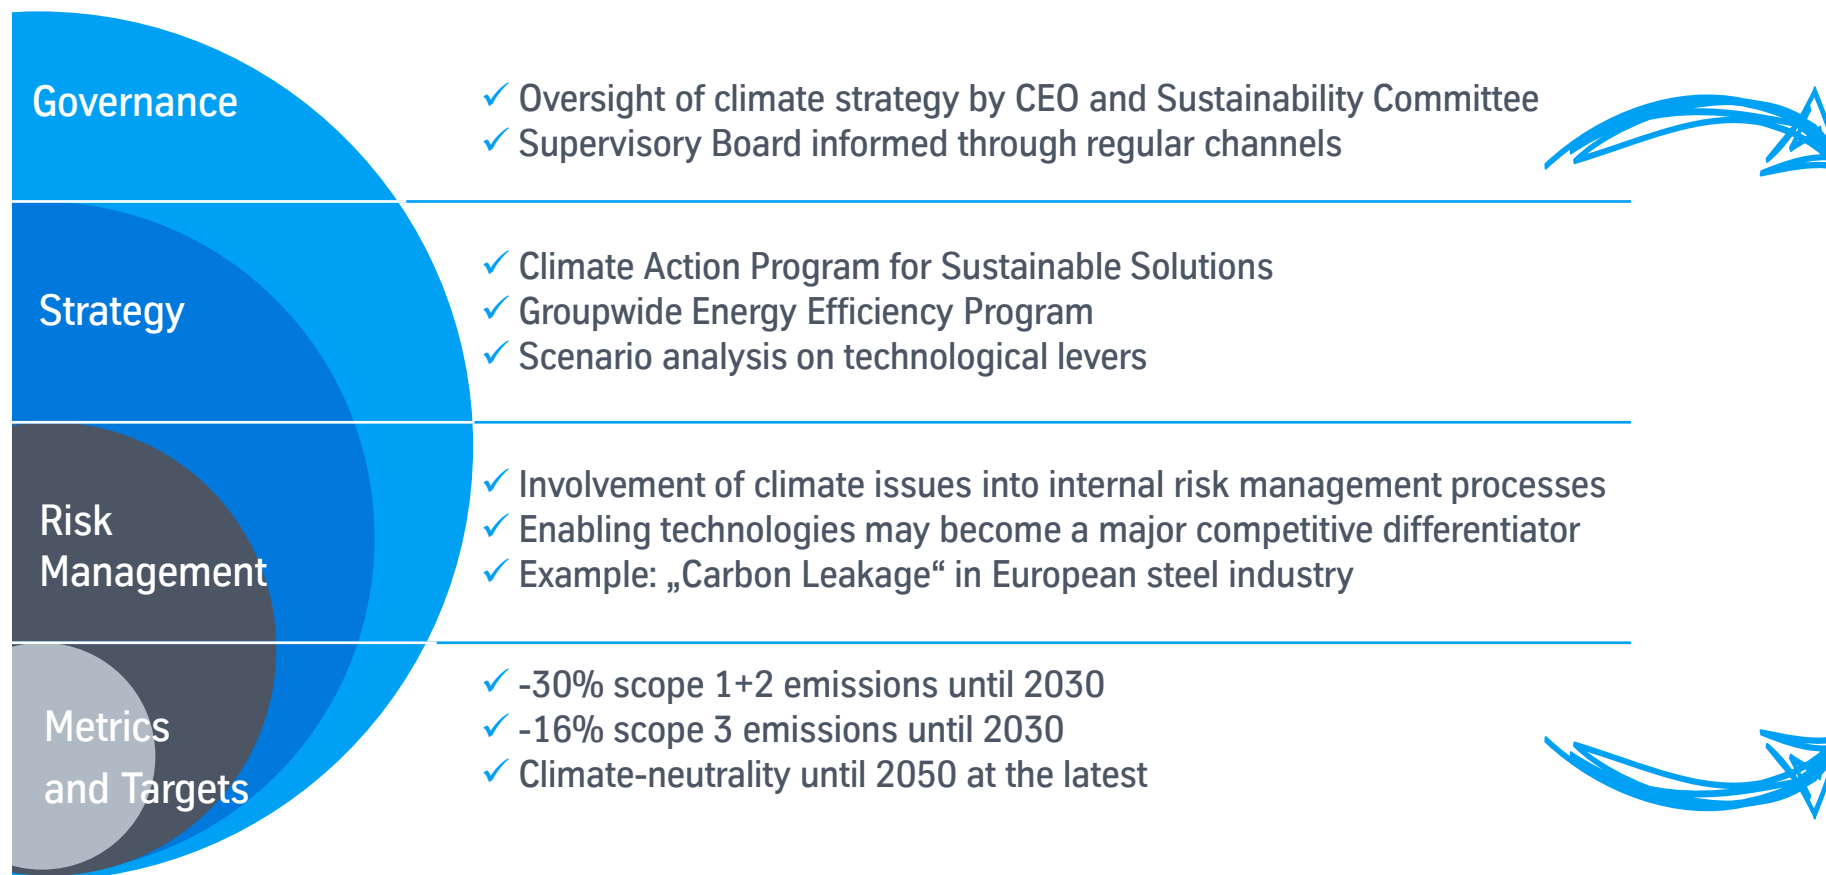 Governance
✓ Oversight of climate strategy by CEO and Sustainability Committee
✓ Supervisory Board informed through regular channels
Strategy
✓ Climate Action Program for Sustainable Solutions
✓ Groupwide Energy Efficiency Program
✓ Scenario analysis on technological levers
Risk
Management
✓ Involvement of climate issues into internal risk management processes
✓ Enabling technologies may become a major competitive differentiator
✓ Example: „Carbon Leakage“ in European steel industry
Metrics
and Targets
✓ -30% scope 1+2 emissions until 2030
✓ -16% scope 3 emissions until 2030
✓ Climate-neutrality until 2050 at the latest